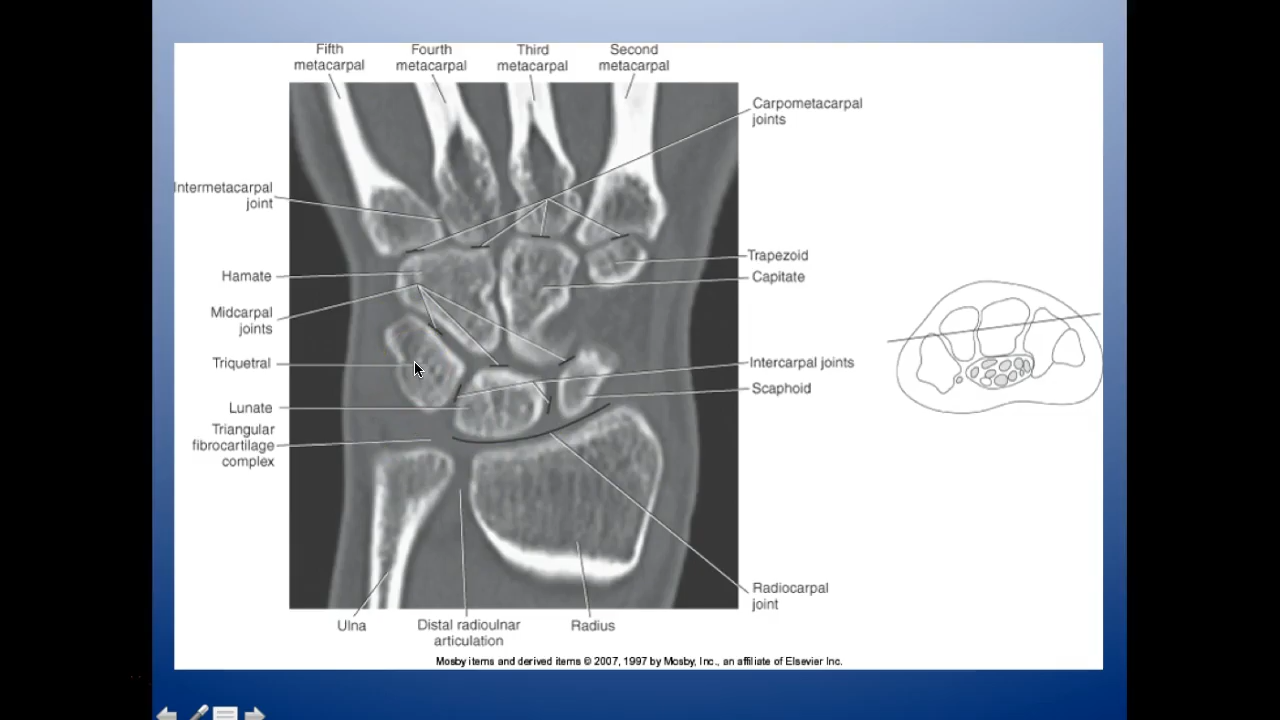 Fifth
metacarpal
Fourth
metacarpal
Third
metacarpal
Second
metacarpal
Carpometacarpal
joints
Intermetacarpal
joint
Trapezoid
Hamate
Capitate
Midcarpal
joints
Triquetral
Intercarpal joints
Scaphoid
Lunate
Triangular
fibrocartilage
complex
Radiocarpal
joint
Ulna
Distal radioulnar
articulation
Radius
Mosby items and derived items © 2007, 1997 by Mosby, Inc., an affiliate of Elsevier Inc.